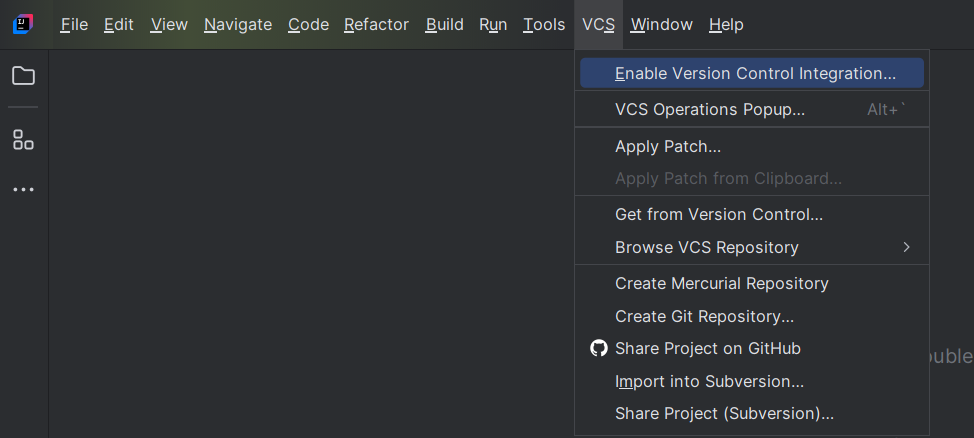 File Edit View Navigate Code Refactor Build Run Tools VCS Window Help
Enable Version Control Integration...
VCS Operations Popup... Alt+`
Apply Patch...
Apply Patch from Clipboard...
Get from Version Control...
Browse VCS Repository
Create Mercurial Repository
Create Git Repository...
Share Project on GitHub
Import into Subversion...
Share Project (Subversion)...